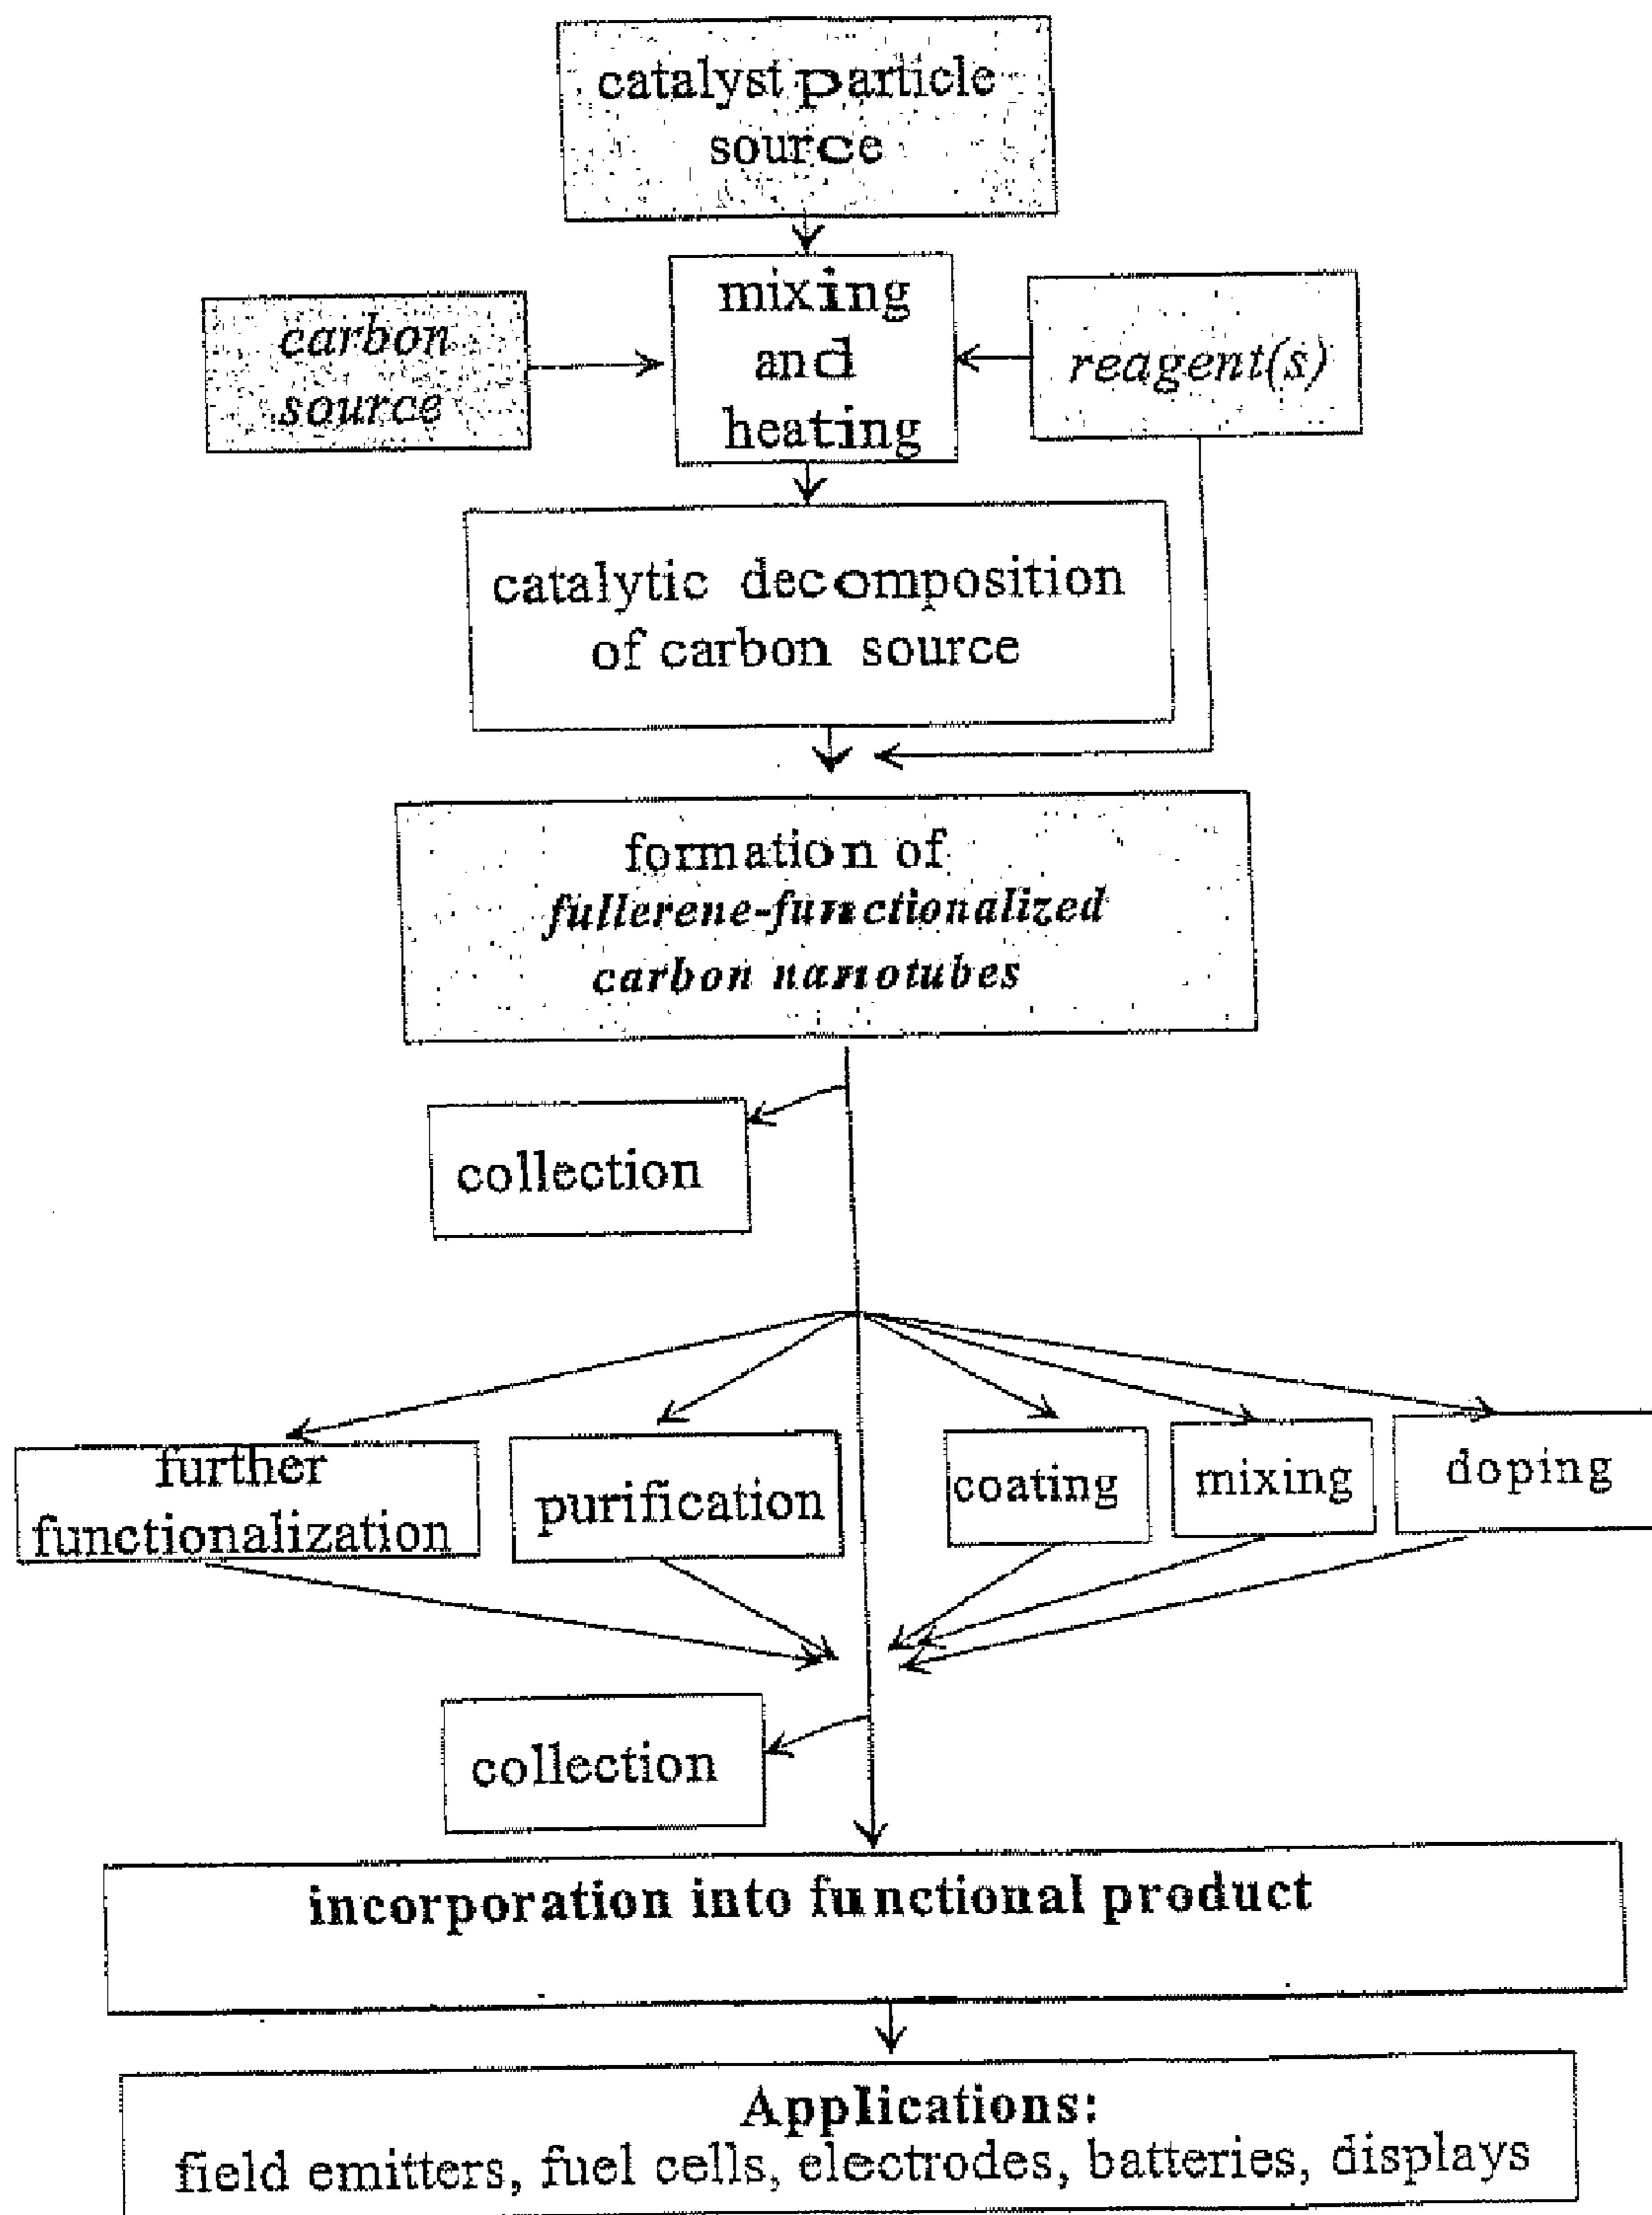 catalyst particle
source
carbon
source
mixing
and
heating
reagent(s)
catalytic decomposition
of carbon source
formation of
fullerene-functionalized
carbon nanotubes
collection
further
functionalization
purification
coating
mixing
doping
collection
incorporation into functional product
Applications:
field emitters, fuel cells, electrodes, batteries, displays